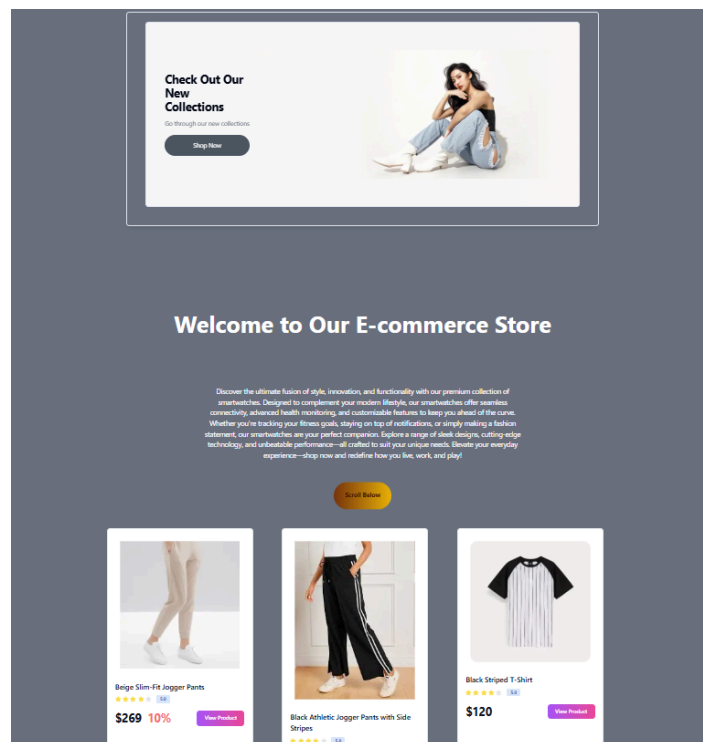 Check Out Our
New
Collections
Go through our new collections
Shop Now
Welcome to Our E-commerce Store
Discover the ultimate fusion of style, innovation, and functionality with our premium collection of
smartwatches. Designed to complement your modern lifestyle, our smartwatches offer seamless
connectivity, advanced health monitoring, and customizable features to keep you ahead of the curve.
Whether you're tracking your fitness goals, staying on top of notifications, or simply making a fashion
statement, our smartwatches are your perfect companion. Explore a range of sleek designs, cutting-edge
technology, and unbeatable performance—all crafted to suit your unique needs. Elevate your everyday
experience—shop now and redefine how you live, work, and play!
Scroll Below
Beige Slim-Fit Jogger Pants
5.0
$269 10%
View Product
Black Athletic Jogger Pants with Side
Stripes
5.0
Black Striped T-Shirt
5.0
$120
View Product